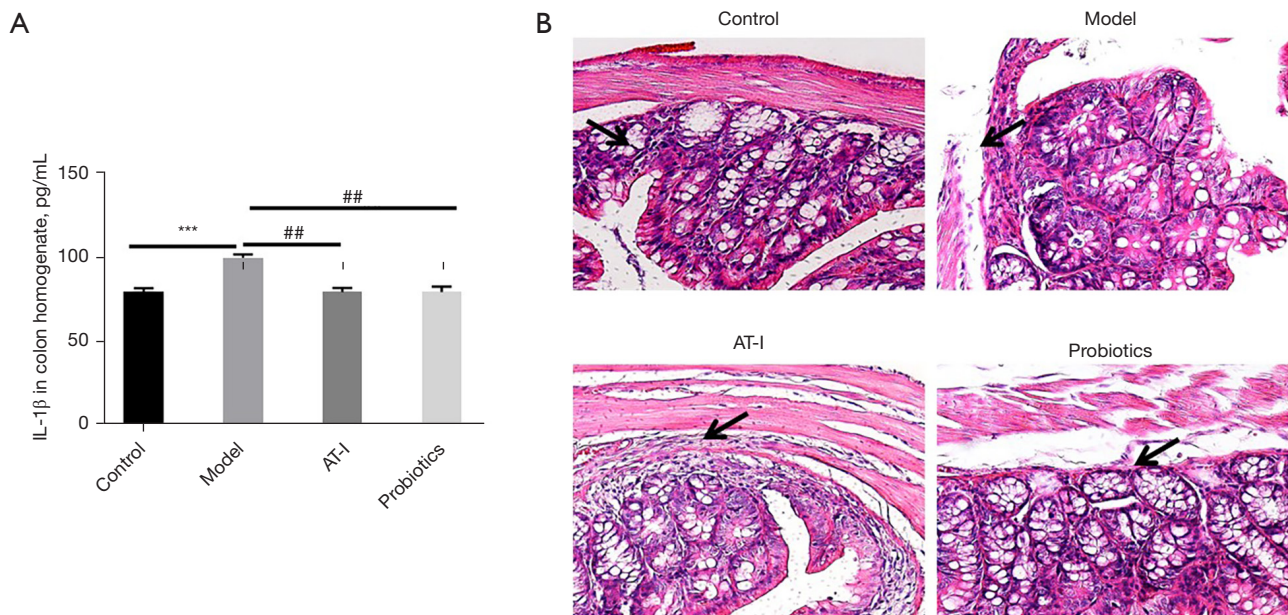 A
IL-1β in colon homogenate, pg/mL
150
100
50
0
***
##
##
Control
Model
AT-I
Probiotics
B
Control
Model
AT-I
Probiotics